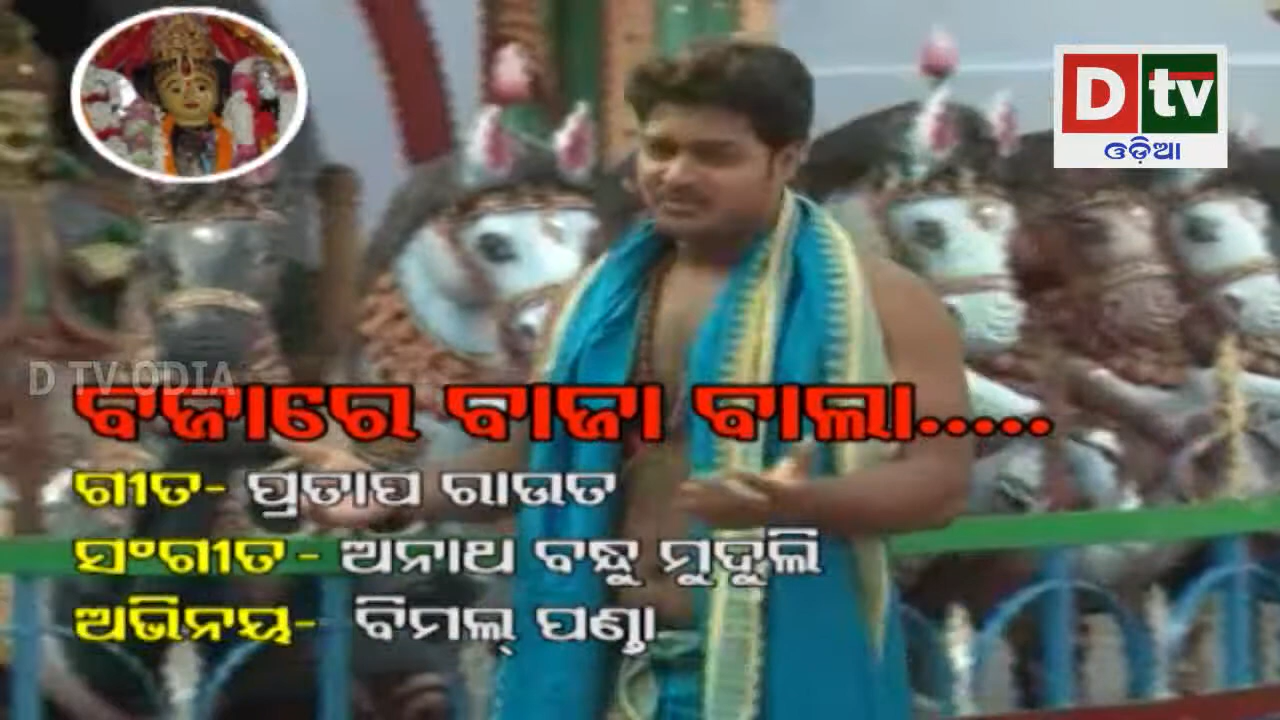 D tv
ଓଡ଼ିଆ
D TV ODIA
ବଜାରେ ବାଜା ବାଲା.....
ଗୀତ- ପ୍ରତାପ ରାଉତ
ସଂଗୀତ- ଅନାଥ ବନ୍ଧୁ ମୁଦୁଲି
ଅଭିନୟ- ବିମଲ୍ ପଣ୍ଡା